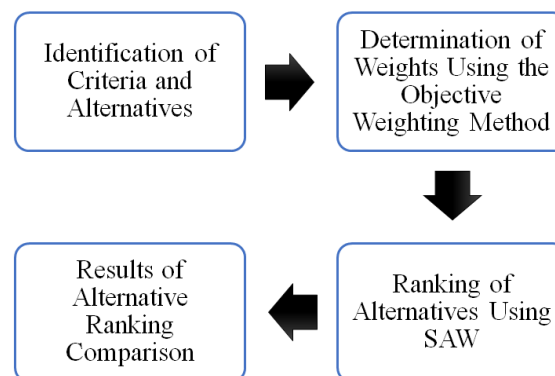 Identification of
Criteria and
Alternatives
Determination of
Weights Using the
Objective
Weighting Method
Ranking of
Alternatives Using
SAW
Results of
Alternative
Ranking
Comparison